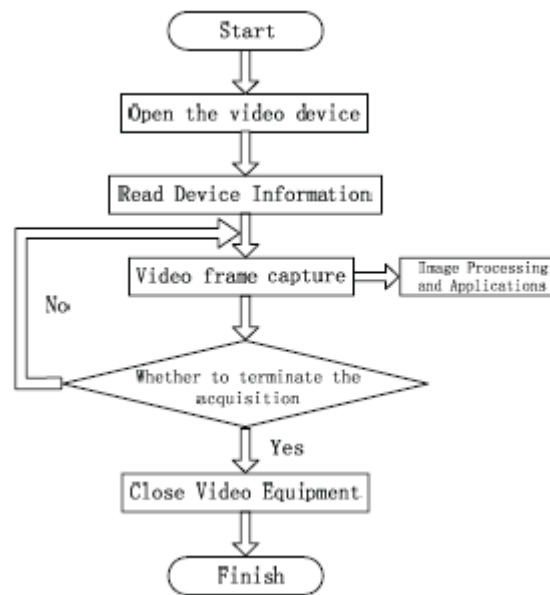 Start
Open the video device
Read Device Information
Video frame capture
Image Processing
and Applications
No
Whether to terminate the
acquisition
Yes
Close Video Equipment
Finish